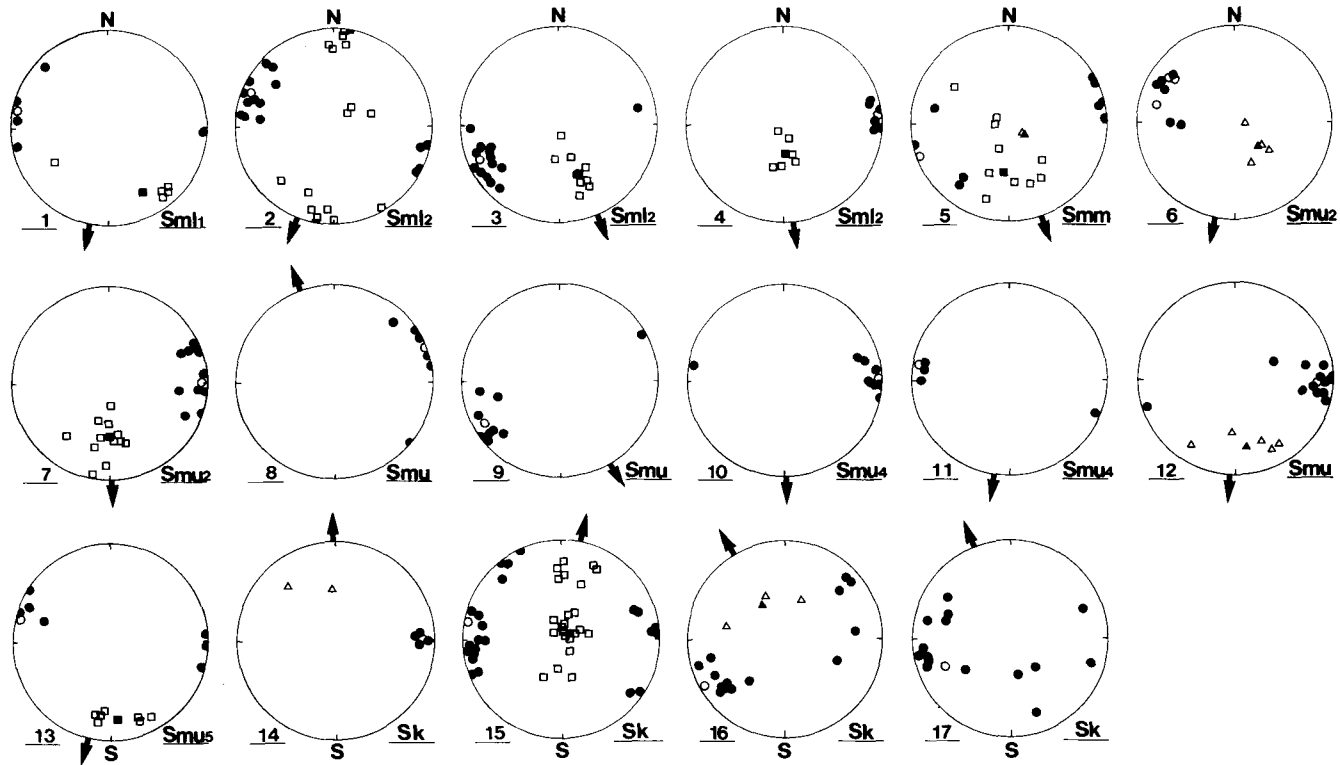 N N N N N N
1 Sml1 2 Sml2 3 Sml2 4 Sml2 5 Smm 6 Smu2
7 Smu2 8 Smu 9 Smu 10 Smu4 11 Smu4 12 Smu
13 Smu5 14 Sk 15 Sk 16 Sk 17 Sk
S S S S S